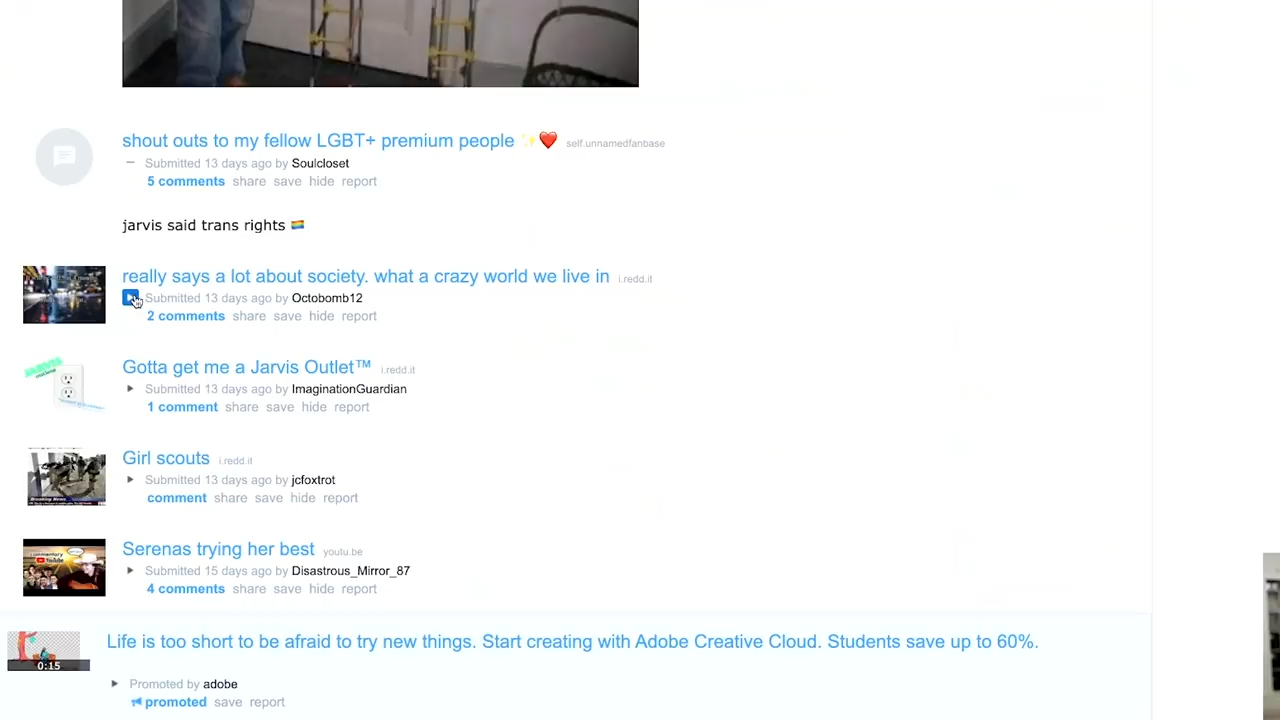 shout outs to my fellow LGBT+ premium people ✨❤️ self.unnamedfanbase
Submitted 13 days ago by Soulcloset
5 comments share save hide report
jarvis said trans rights 🏳️‍🌈
really says a lot about society. what a crazy world we live in i.redd.it
Submitted 13 days ago by Octobomb12
2 comments share save hide report
Gotta get me a Jarvis Outlet™ i.redd.it
Submitted 13 days ago by ImaginationGuardian
1 comment share save hide report
Girl scouts i.redd.it
Submitted 13 days ago by jcfoxtrot
comment share save hide report
Serenas trying her best youtu.be
Submitted 15 days ago by Disastrous_Mirror_87
4 comments share save hide report
Life is too short to be afraid to try new things. Start creating with Adobe Creative Cloud. Students save up to 60%.
0:15
Promoted by adobe
promoted save report